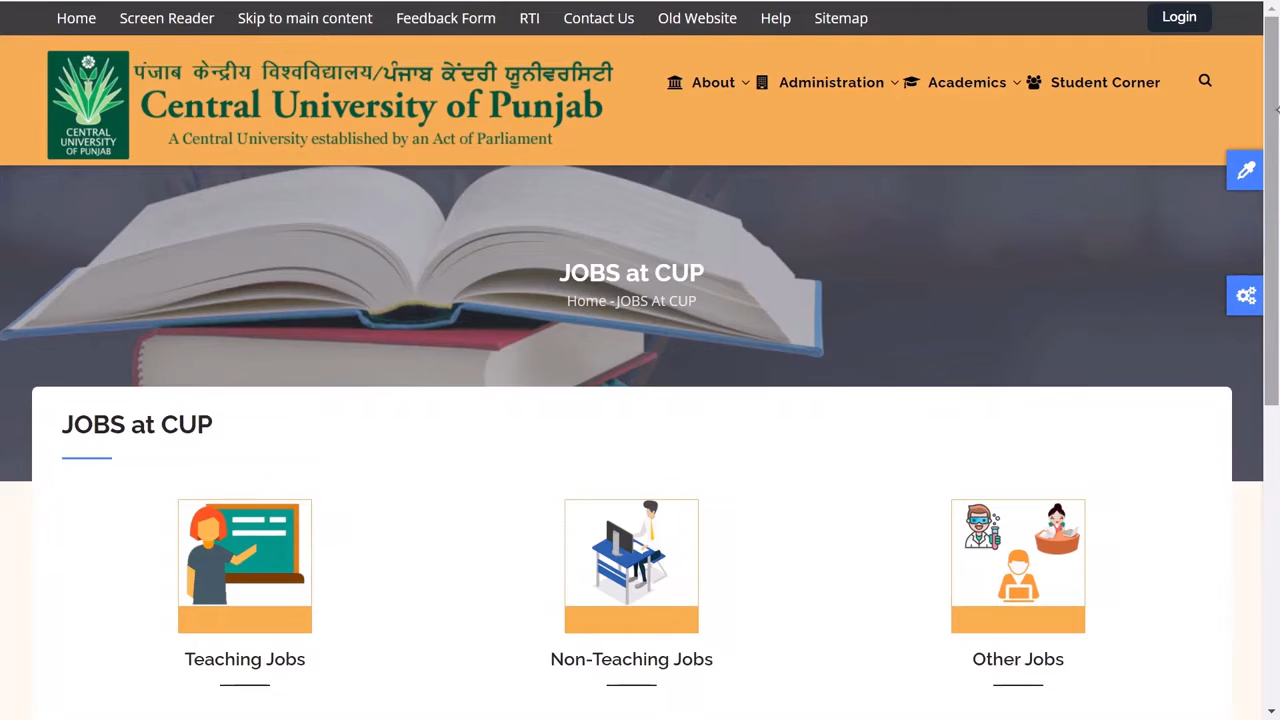 Home Screen Reader Skip to main content Feedback Form RTI Contact Us Old Website Help Sitemap Login
पंजाब केन्द्रीय विश्वविद्यालय/ਪੰਜਾਬ ਕੇਂਦਰੀ ਯੂਨੀਵਰਸਿਟੀ
Central University of Punjab
A Central University established by an Act of Parliament
CENTRAL
UNIVERSITY
OF PUNJAB
About Administration Academics Student Corner
JOBS at CUP
Home - JOBS At CUP
JOBS at CUP
Teaching Jobs Non-Teaching Jobs Other Jobs